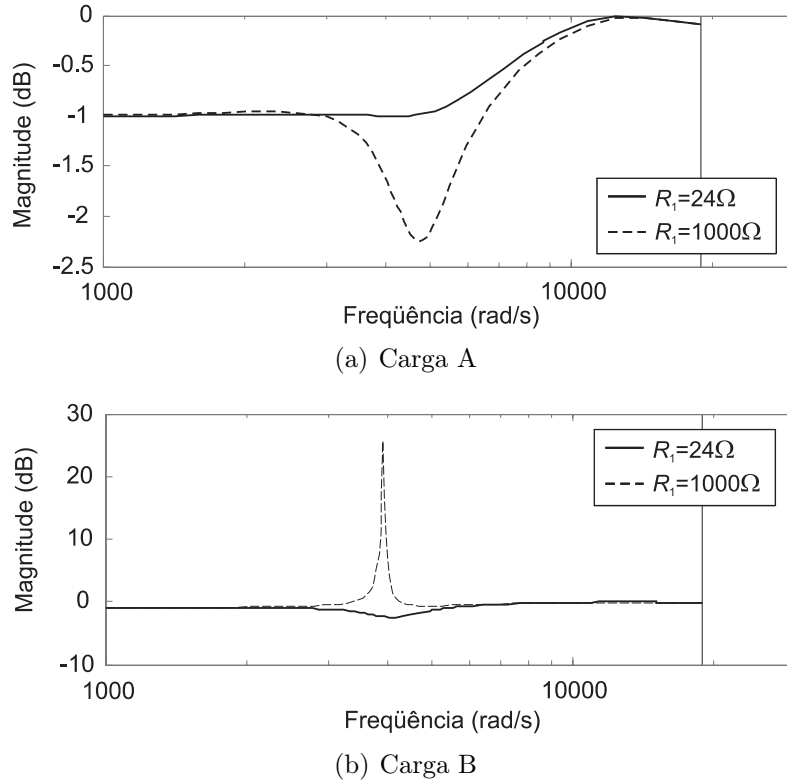 0
-0.5
-1
-1.5
-2
-2.5
Magnitude (dB)
R₁=24Ω
R₁=1000Ω
1000
10000
Freqüência (rad/s)
(a) Carga A
30
20
10
0
-10
Magnitude (dB)
R₁=24Ω
R₁=1000Ω
1000
10000
Freqüência (rad/s)
(b) Carga B